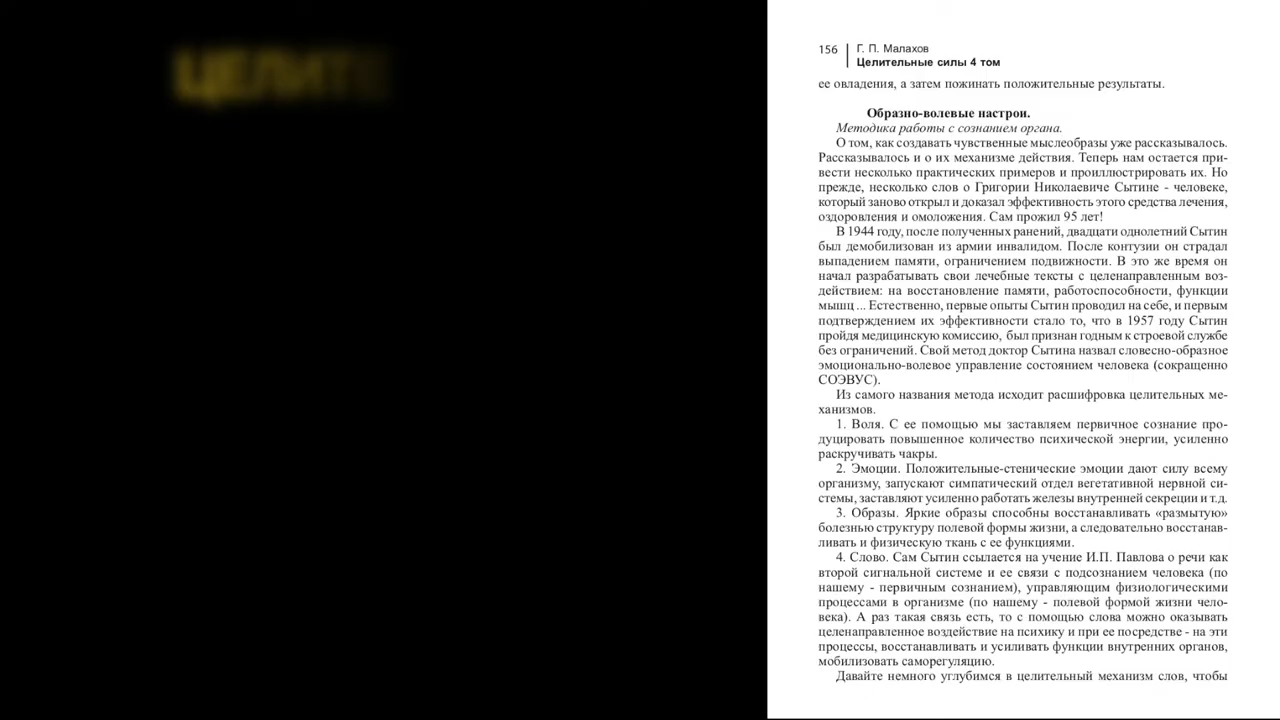 ЦЕЛИТЕ
156
Г. П. Малахов
Целительные силы 4 том
ее овладения, а затем пожинать положительные результаты.
Образно-волевые настрои.
Методика работы с сознанием органа.
О том, как создавать чувственные мыслеобразы уже рассказывалось.
Рассказывалось и о их механизме действия. Теперь нам остается при-
вести несколько практических примеров и проиллюстрировать их. Но
прежде, несколько слов о Григории Николаевиче Сытине - человеке,
который заново открыл и доказал эффективность этого средства лечения,
оздоровления и омоложения. Сам прожил 95 лет!
В 1944 году, после полученных ранений, двадцати однолетний Сытин
был демобилизован из армии инвалидом. После контузии он страдал
выпадением памяти, ограничением подвижности. В это же время он
начал разрабатывать свои лечебные тексты с целенаправленным воз-
действием: на восстановление памяти, работоспособности, функции
мышц ... Естественно, первые опыты Сытин проводил на себе, и первым
подтверждением их эффективности стало то, что в 1957 году Сытин
пройдя медицинскую комиссию, был признан годным к строевой службе
без ограничений. Свой метод доктор Сытина назвал словесно-образное
эмоционально-волевое управление состоянием человека (сокращенно
СОЭВУС).
Из самого названия метода исходит расшифровка целительных ме-
ханизмов.
1. Воля. С ее помощью мы заставляем первичное сознание про-
дуцировать повышенное количество психической энергии, усиленно
раскручивать чакры.
2. Эмоции. Положительные-стенические эмоции дают силу всему
организму, запускают симпатический отдел вегетативной нервной си-
стемы, заставляют усиленно работать железы внутренней секреции и т.д.
3. Образы. Яркие образы способны восстанавливать «размытую»
болезнью структуру полевой формы жизни, а следовательно восстанав-
ливать и физическую ткань с ее функциями.
4. Слово. Сам Сытин ссылается на учение И.П. Павлова о речи как
второй сигнальной системе и ее связи с подсознанием человека (по
нашему - первичным сознанием), управляющим физиологическими
процессами в организме (по нашему - полевой формой жизни чело-
века). А раз такая связь есть, то с помощью слова можно оказывать
целенаправленное воздействие на психику и при ее посредстве - на эти
процессы, восстанавливать и усиливать функции внутренних органов,
мобилизовать саморегуляцию.
Давайте немного углубимся в целительный механизм слов, чтобы